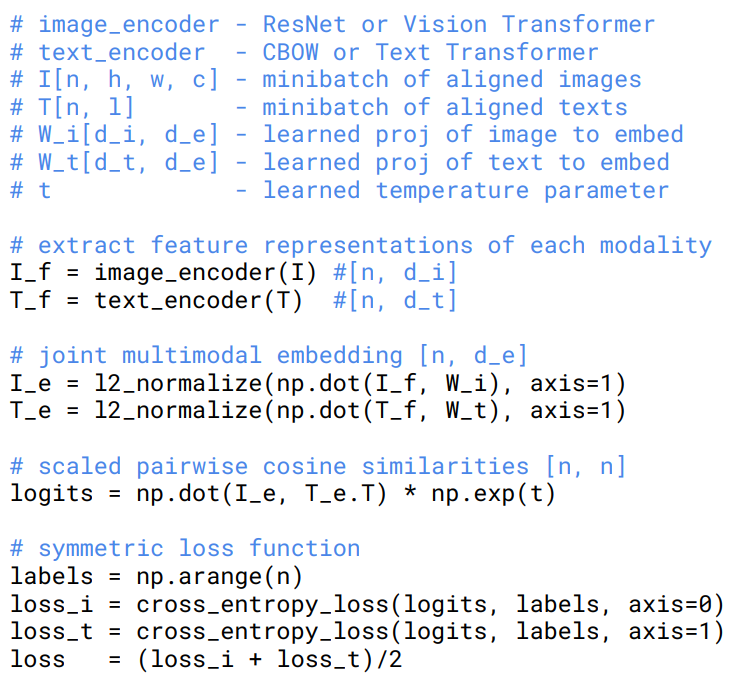 # image_encoder - ResNet or Vision Transformer
# text_encoder  - CBOW or Text Transformer
# I[n, h, w, c] - minibatch of aligned images
# T[n, l]       - minibatch of aligned texts
# W_i[d_i, d_e] - learned proj of image to embed
# W_t[d_t, d_e] - learned proj of text to embed
# t             - learned temperature parameter

# extract feature representations of each modality
I_f = image_encoder(I) #[n, d_i]
T_f = text_encoder(T)  #[n, d_t]

# joint multimodal embedding [n, d_e]
I_e = l2_normalize(np.dot(I_f, W_i), axis=1)
T_e = l2_normalize(np.dot(T_f, W_t), axis=1)

# scaled pairwise cosine similarities [n, n]
logits = np.dot(I_e, T_e.T) * np.exp(t)

# symmetric loss function
labels = np.arange(n)
loss_i = cross_entropy_loss(logits, labels, axis=0)
loss_t = cross_entropy_loss(logits, labels, axis=1)
loss   = (loss_i + loss_t)/2